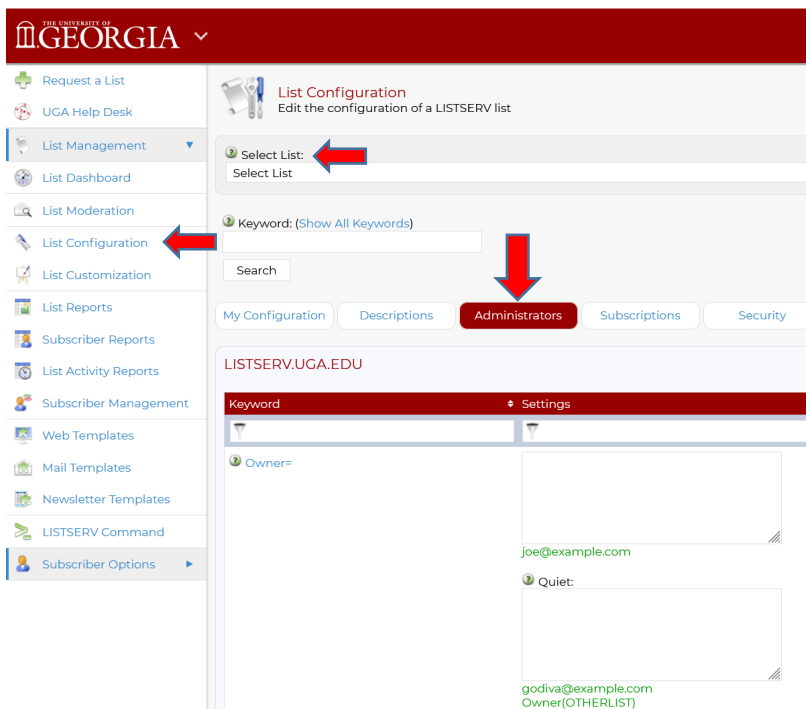 THE UNIVERSITY OF
GEORGIA
Request a List
UGA Help Desk
List Management
List Dashboard
List Moderation
List Configuration
List Customization
List Reports
Subscriber Reports
List Activity Reports
Subscriber Management
Web Templates
Mail Templates
Newsletter Templates
LISTSERV Command
Subscriber Options
List Configuration
Edit the configuration of a LISTSERV list
Select List:
Select List
Keyword: (Show All Keywords)
Search
My Configuration Descriptions Administrators Subscriptions Security
LISTSERV.UGA.EDU
Keyword Settings
Owner=
joe@example.com
Quiet:
godiva@example.com
Owner(OTHERLIST)